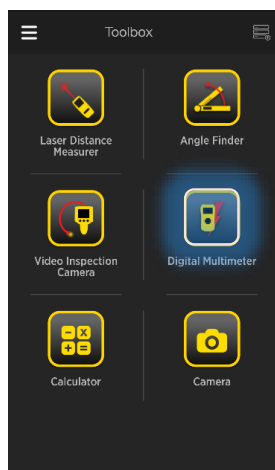 Toolbox
Laser Distance
Measurer
Angle Finder
Video Inspection
Camera
Digital Multimeter
Calculator
Camera